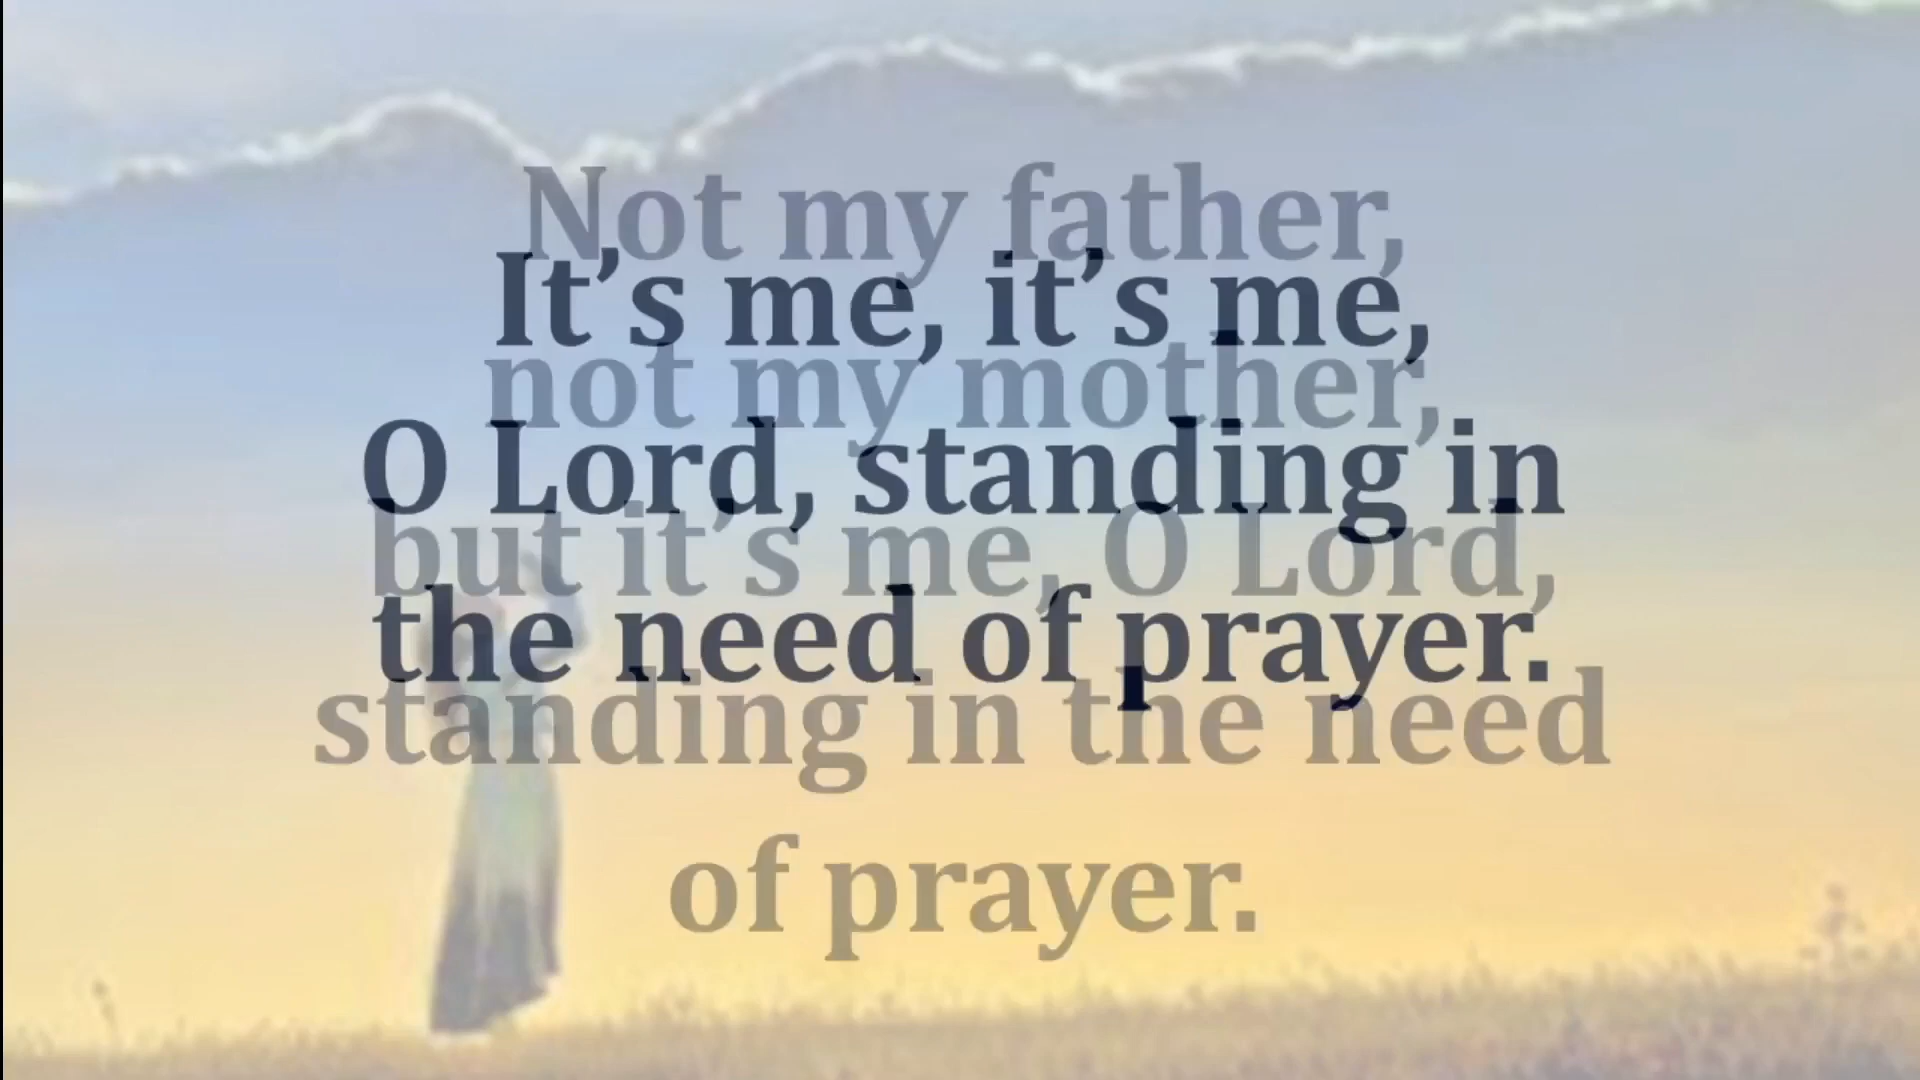 Not my father,
It’s me, it’s me,
not my mother,
O Lord, standing in
but it’s me, O Lord,
the need of prayer.
standing in the need
of prayer.